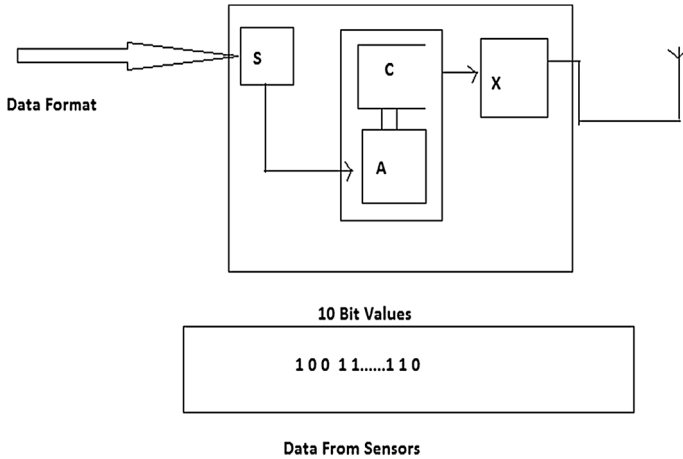 S
C
X
Data Format
A
10 Bit Values
1 0 0 1 1......1 1 0
Data From Sensors